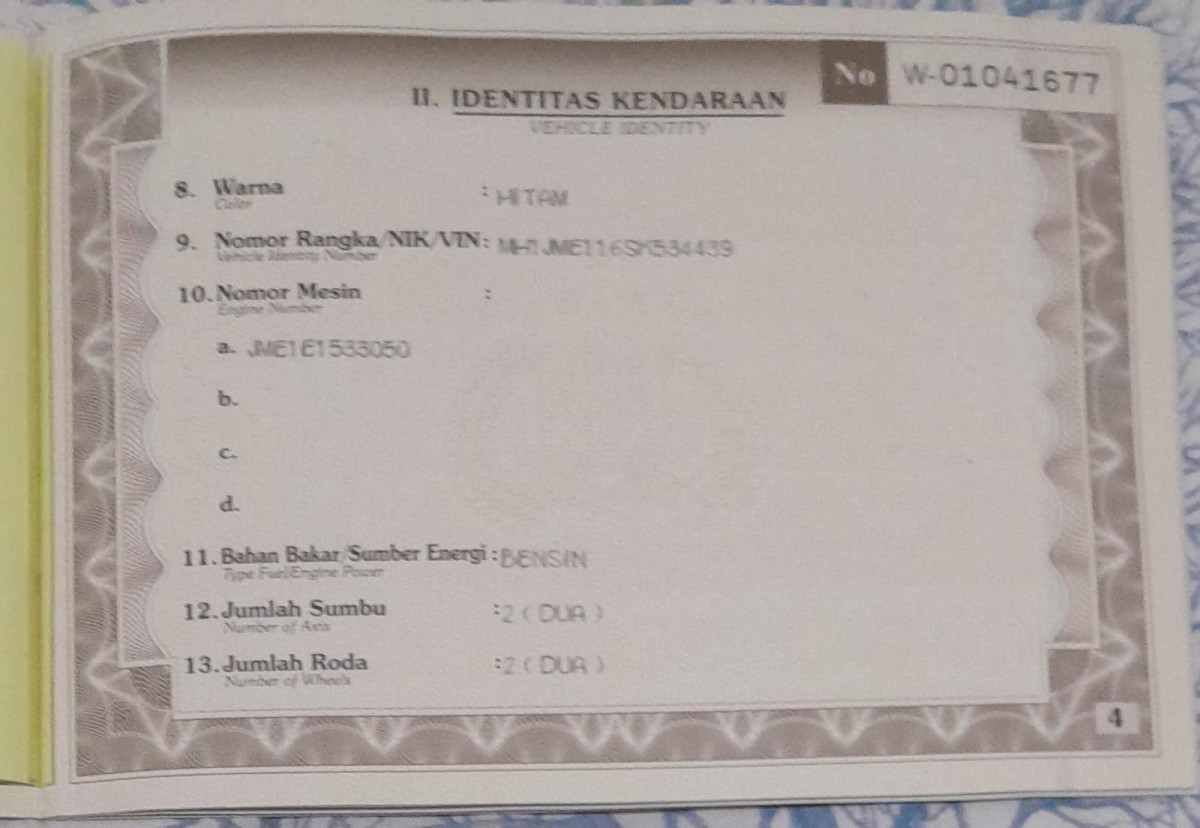 No W-01041677
II. IDENTITAS KENDARAAN
VEHICLE IDENTITY
8. Warna : HITAM
Color
9. Nomor Rangka/NIK/VIN: MH1JME116SK534439
Vehicle Identity Number
10. Nomor Mesin :
Engine Number
a. JME1E1533050
b.
c.
d.
11. Bahan Bakar/Sumber Energi : BENSIN
Type Fuel/Engine Power
12. Jumlah Sumbu : 2 ( DUA )
Number of Axis
13. Jumlah Roda : 2 ( DUA )
Number of Wheels
4